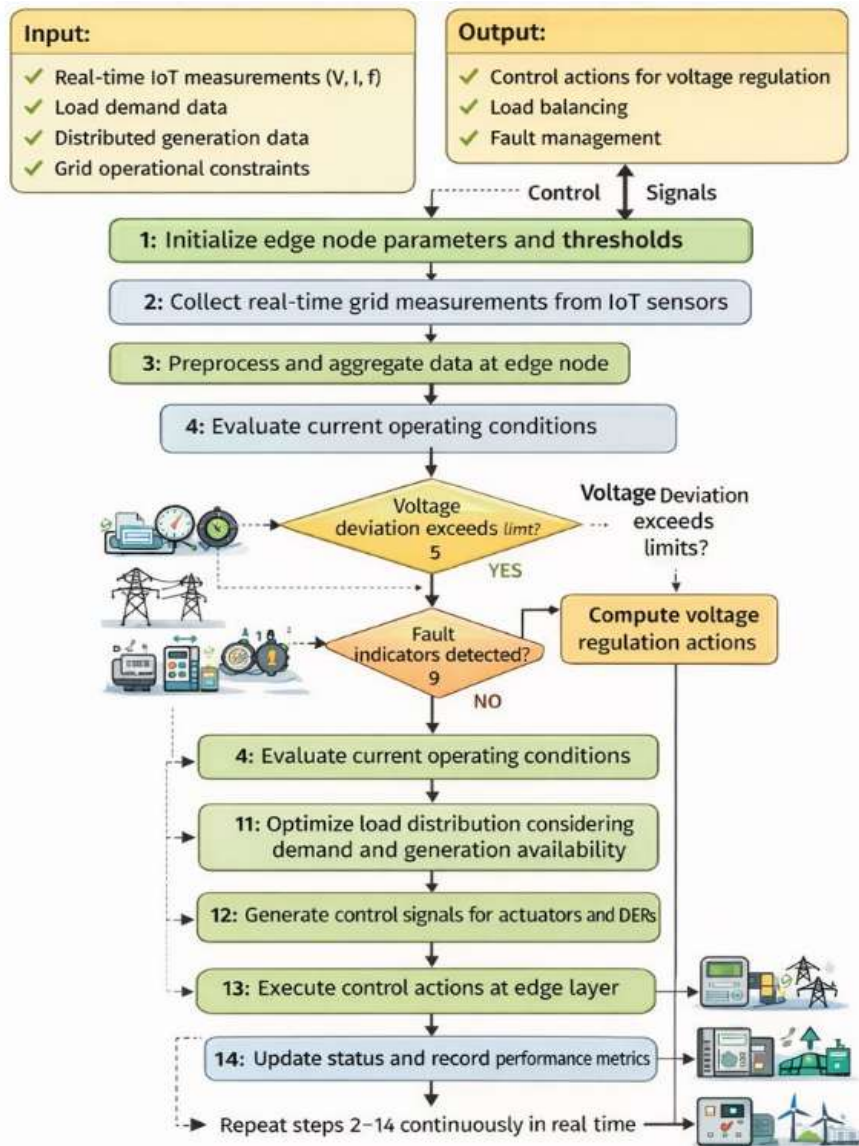 Input:
Real-time IoT measurements (V, I, f)
Load demand data
Distributed generation data
Grid operational constraints
Output:
Control actions for voltage regulation
Load balancing
Fault management
Control Signals
1: Initialize edge node parameters and thresholds
2: Collect real-time grid measurements from IoT sensors
3: Preprocess and aggregate data at edge node
4: Evaluate current operating conditions
Voltage
deviation exceeds limt?
5
YES
Voltage Deviation
exceeds
limits?
Fault
indicators detected?
9
NO
Compute voltage
regulation actions
4: Evaluate current operating conditions
11: Optimize load distribution considering
demand and generation availability
12: Generate control signals for actuators and DERs
13: Execute control actions at edge layer
14: Update status and record performance metrics
Repeat steps 2–14 continuously in real time